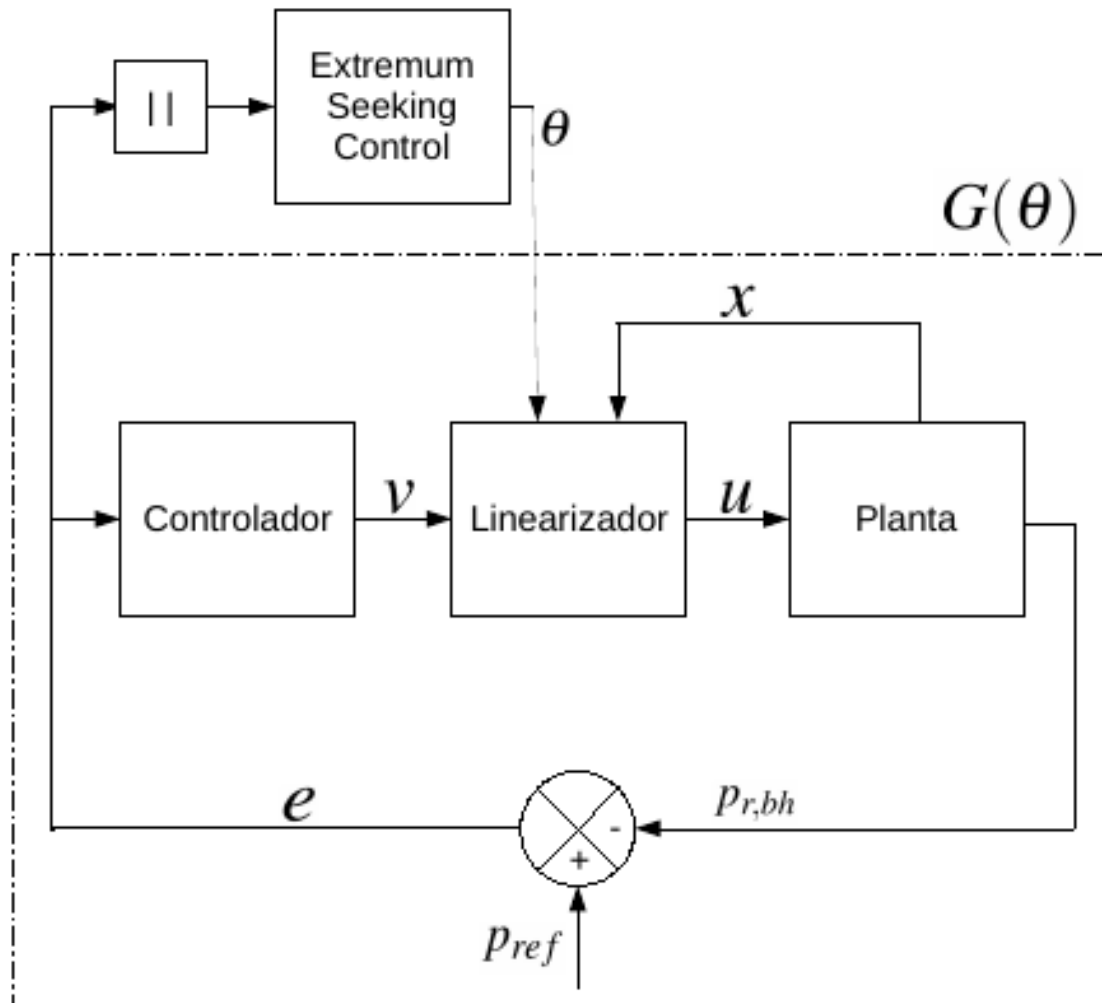 | |
Extremum
Seeking
Control
θ
G(θ)
x
Controlador
v
Linearizador
u
Planta
e
p_{r,bh}
-
+
p_{ref}